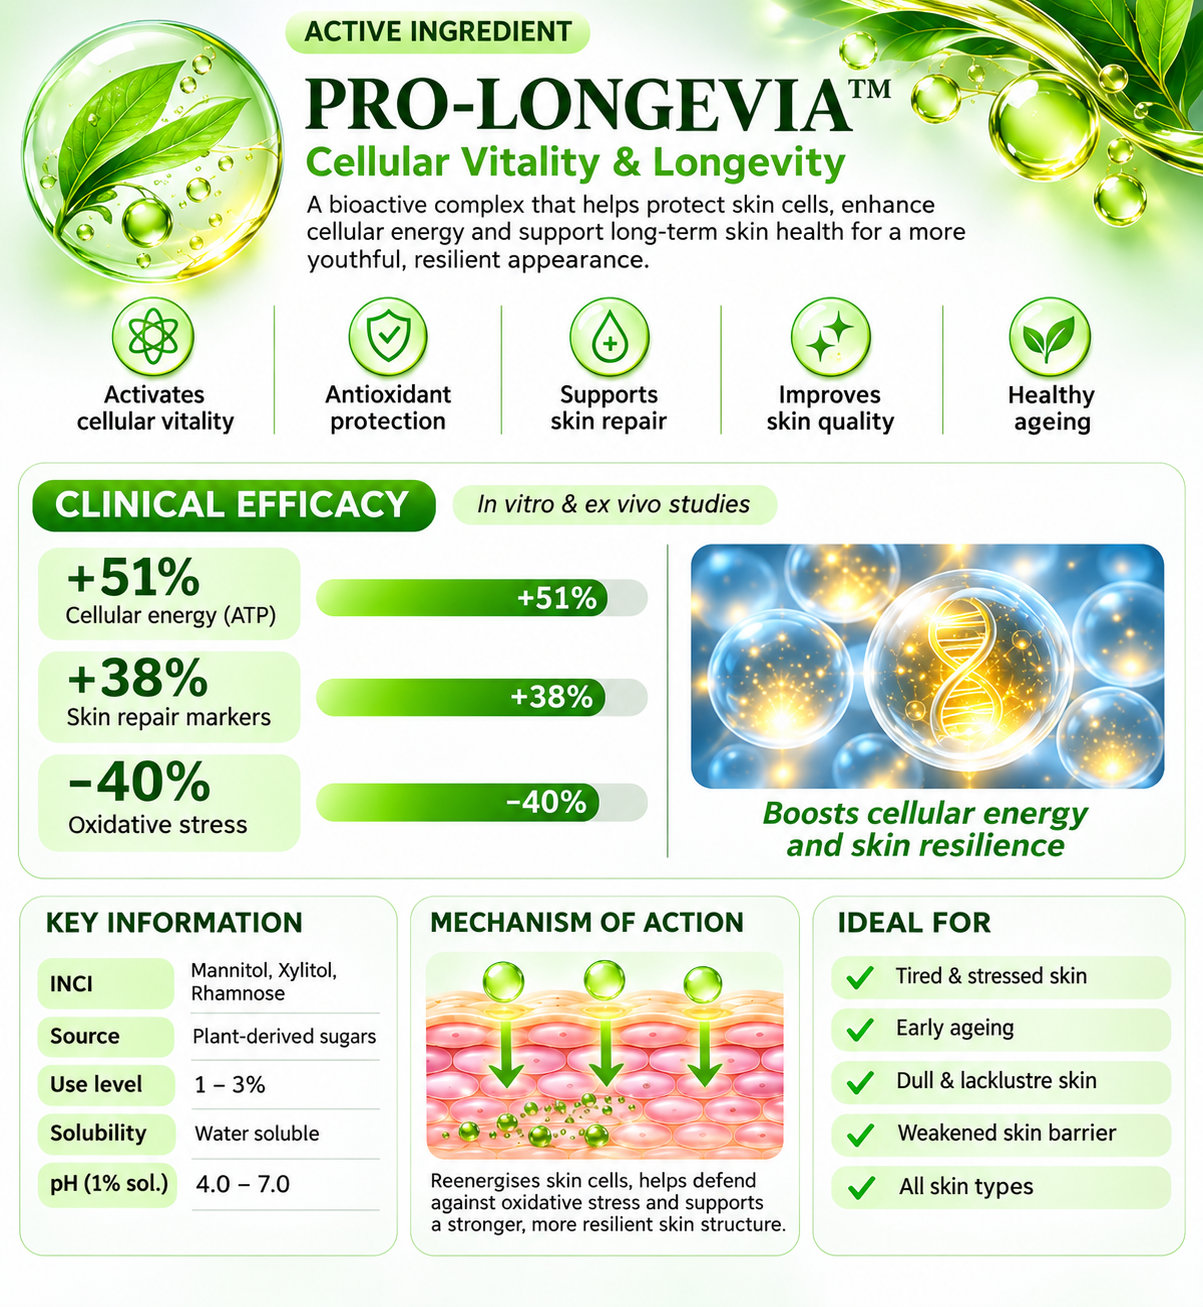 ACTIVE INGREDIENT
PRO-LONGEVIA™
Cellular Vitality & Longevity
A bioactive complex that helps protect skin cells, enhance
cellular energy and support long-term skin health for a more
youthful, resilient appearance.
Activates
cellular vitality
Antioxidant
protection
Supports
skin repair
Improves
skin quality
Healthy
ageing
CLINICAL EFFICACY
In vitro & ex vivo studies
+51%
Cellular energy (ATP)
+51%
+38%
Skin repair markers
+38%
−40%
Oxidative stress
−40%
Boosts cellular energy
and skin resilience
KEY INFORMATION
INCI
Mannitol, Xylitol,
Rhamnose
Source
Plant-derived sugars
Use level
1 – 3%
Solubility
Water soluble
pH (1% sol.)
4.0 – 7.0
MECHANISM OF ACTION
Reenergises skin cells, helps defend
against oxidative stress and supports
a stronger, more resilient skin structure.
IDEAL FOR
Tired & stressed skin
Early ageing
Dull & lacklustre skin
Weakened skin barrier
All skin types